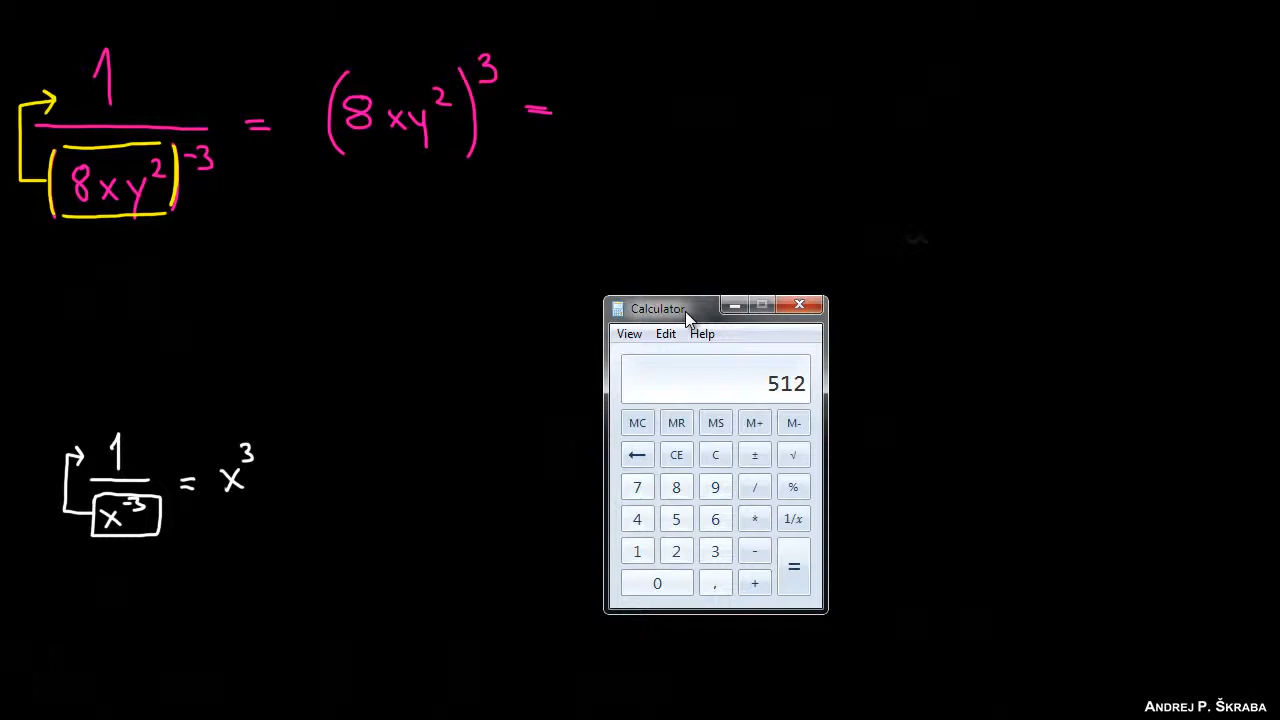 1/(8xy²)⁻³ = (8xy²)³ =
Calculator
View Edit Help
512
MC MR MS M+ M-
← CE C ± √
7 8 9 / %
4 5 6 * 1/x
1 2 3 - =
0 , +
1/x⁻³ = x³
ANDREJ P. ŠKRABA